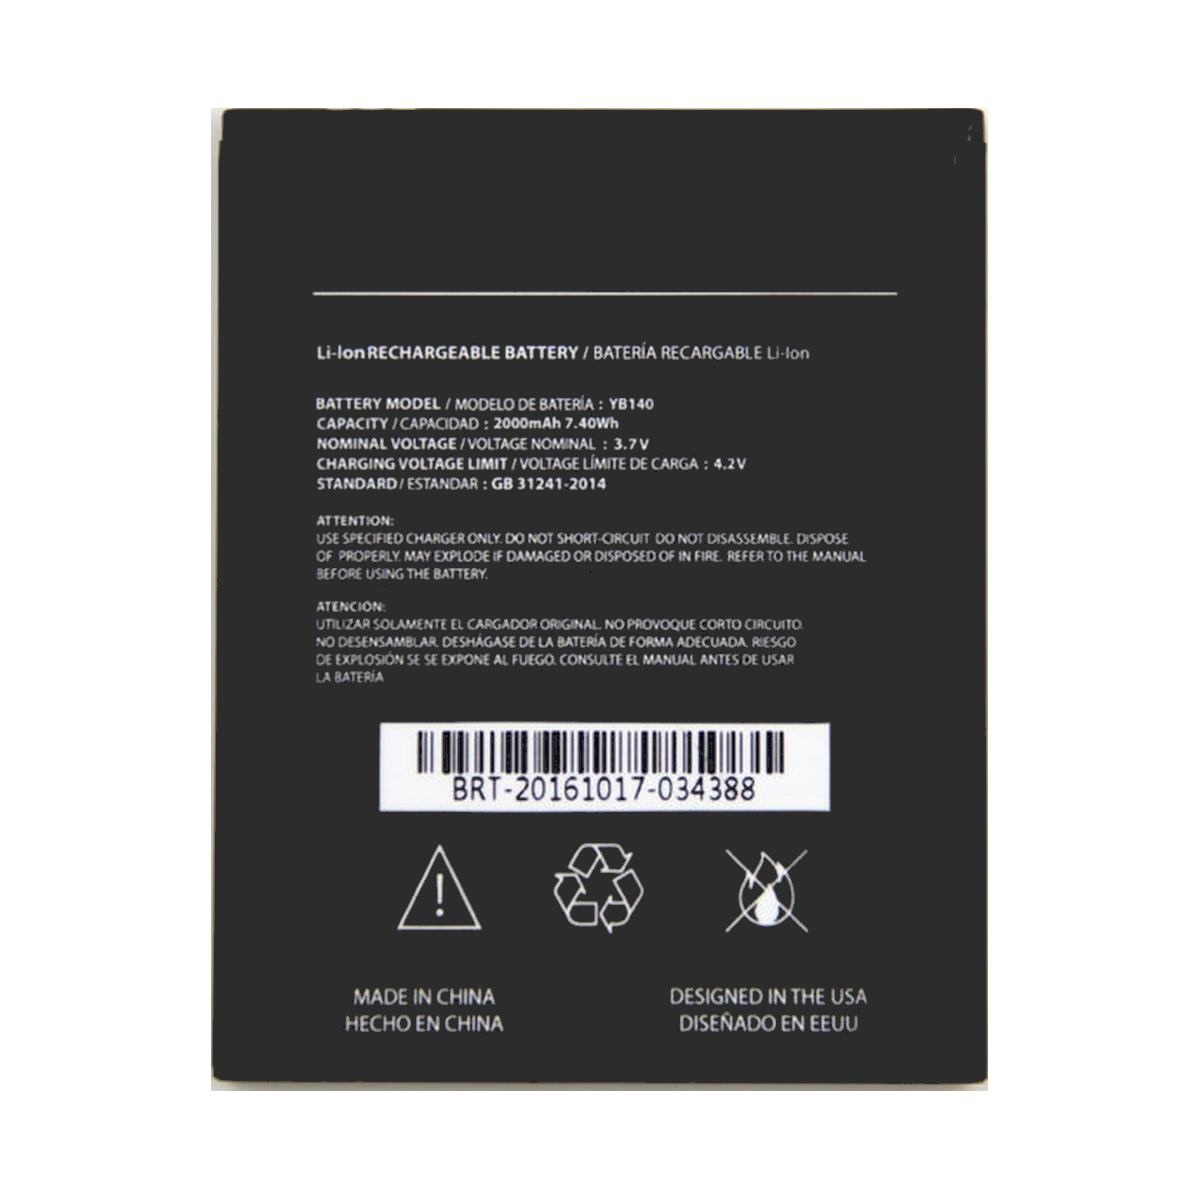 Li-Ion RECHARGEABLE BATTERY / BATERÍA RECARGABLE Li-Ion
BATTERY MODEL / MODELO DE BATERÍA : YB140
CAPACITY / CAPACIDAD : 2000mAh 7.40Wh
NOMINAL VOLTAGE / VOLTAGE NOMINAL : 3.7 V
CHARGING VOLTAGE LIMIT / VOLTAGE LÍMITE DE CARGA : 4.2V
STANDARD / ESTANDAR : GB 31241-2014
ATTENTION:
USE SPECIFIED CHARGER ONLY. DO NOT SHORT-CIRCUIT DO NOT DISASSEMBLE. DISPOSE
OF PROPERLY. MAY EXPLODE IF DAMAGED OR DISPOSED OF IN FIRE. REFER TO THE MANUAL
BEFORE USING THE BATTERY.
ATENCIÓN:
UTILIZAR SOLAMENTE EL CARGADOR ORIGINAL. NO PROVOQUE CORTO CIRCUITO.
NO DESENSAMBLAR. DESHÁGASE DE LA BATERÍA DE FORMA ADECUADA. RIESGO
DE EXPLOSIÓN SE SE EXPONE AL FUEGO. CONSULTE EL MANUAL ANTES DE USAR
LA BATERÍA
BRT-20161017-034388
MADE IN CHINA
HECHO EN CHINA
DESIGNED IN THE USA
DISEÑADO EN EEUU